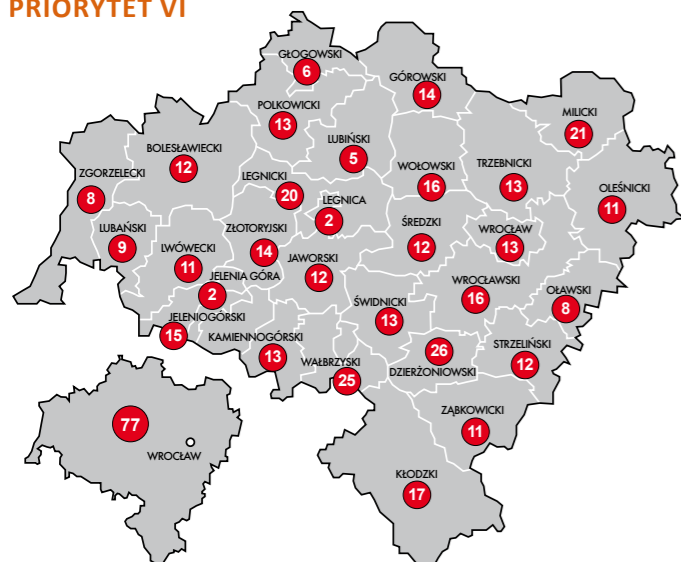 PRIORYTET VI
GŁOGOWSKI
6
GÓROWSKI
14
POLKOWICKI
13
MILICKI
21
LUBIŃSKI
5
BOLESŁAWIECKI
12
WOŁOWSKI
16
TRZEBNICKI
13
ZGORZELECKI
8
LEGNICKI
20
LEGNICA
2
OLEŚNICKI
11
LUBAŃSKI
9
ZŁOTORYJSKI
14
ŚREDZKI
12
WROCŁAW
13
LWÓWECKI
11
JAWORSKI
12
JELENIA GÓRA
2
WROCŁAWSKI
16
OŁAWSKI
8
ŚWIDNICKI
13
JELENIOGÓRSKI
15
KAMIENNOGÓRSKI
13
WAŁBRZYSKI
25
26
DZIERŻONIOWSKI
STRZELIŃSKI
12
ZĄBKOWICKI
11
KŁODZKI
17
77
WROCŁAW